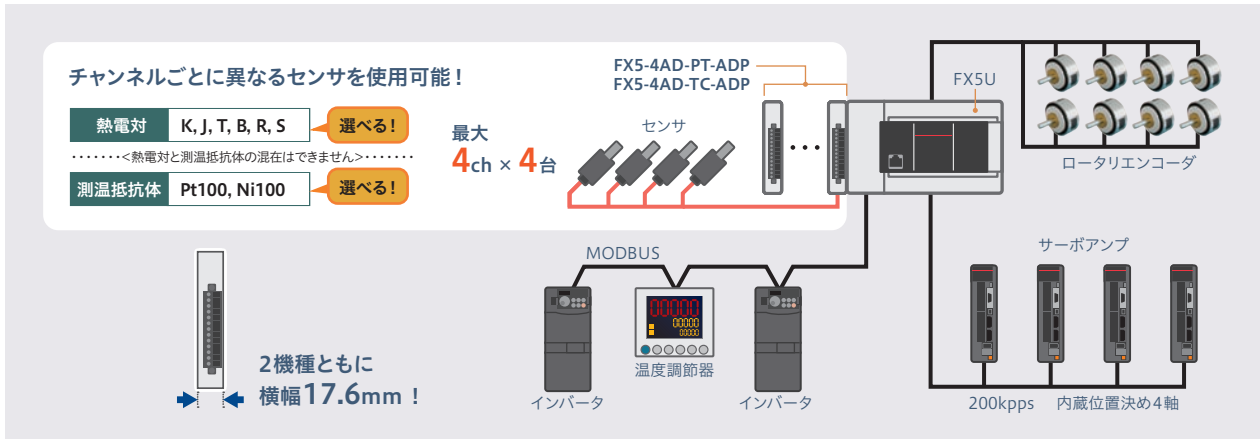 チャンネルごとに異なるセンサを使用可能！
熱電対 K, J, T, B, R, S 選べる！
<熱電対と測温抵抗体の混在はできません>
測温抵抗体 Pt100, Ni100 選べる！
最大
4ch × 4台
センサ
FX5-4AD-PT-ADP
FX5-4AD-TC-ADP
FX5U
ロータリエンコーダ
MODBUS
サーボアンプ
2機種ともに
横幅17.6mm！
インバータ
温度調節器
インバータ
200kpps 内蔵位置決め4軸
00000
00000
00000